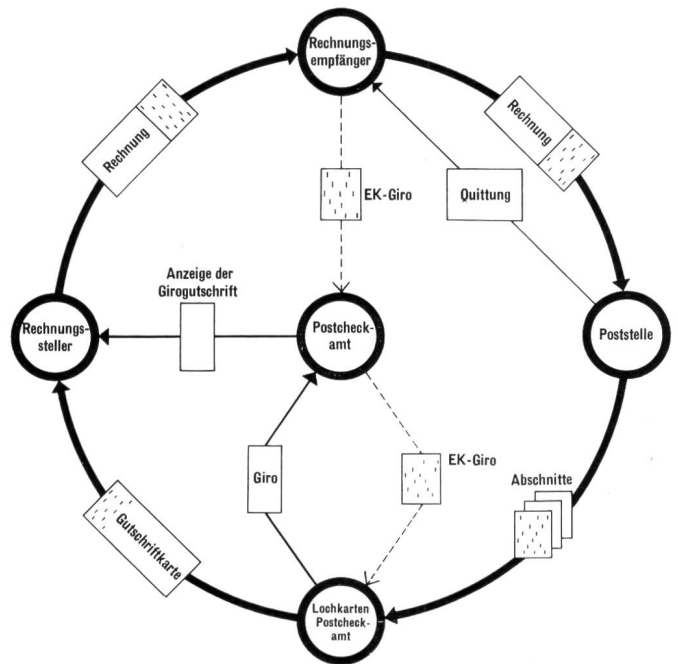 Rechnungs-
empfänger
Rechnung
Rechnung
EK-Giro
Quittung
Anzeige der
Girogutschrift
Rechnungs-
steller
Postcheck-
amt
Poststelle
Giro
EK-Giro
Abschnitte
Gutschriftkarte
Lochkarten
Postcheck-
amt